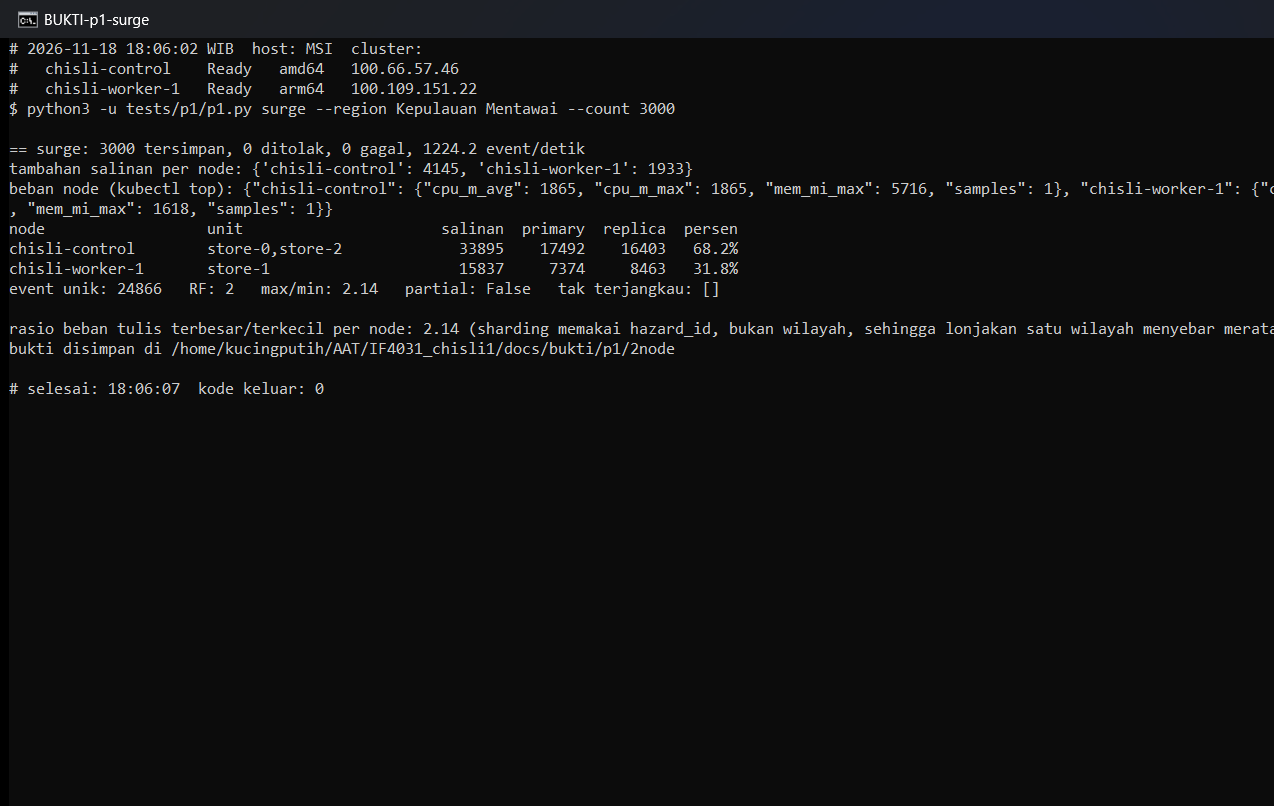 BUKTI-p1-surge
# 2026-11-18 18:06:02 WIB  host: MSI  cluster:
#   chisli-control    Ready   amd64   100.66.57.46
#   chisli-worker-1   Ready   arm64   100.109.151.22
$ python3 -u tests/p1/p1.py surge --region Kepulauan Mentawai --count 3000
== surge: 3000 tersimpan, 0 ditolak, 0 gagal, 1224.2 event/detik
tambahan salinan per node: {'chisli-control': 4145, 'chisli-worker-1': 1933}
beban node (kubectl top): {"chisli-control": {"cpu_m_avg": 1865, "cpu_m_max": 1865, "mem_mi_max": 5716, "samples": 1}, "chisli-worker-1": {"c
, "mem_mi_max": 1618, "samples": 1}}
node                  unit                      salinan  primary  replica  persen
chisli-control        store-0,store-2             33895    17492    16403   68.2%
chisli-worker-1       store-1                     15837     7374     8463   31.8%
event unik: 24866   RF: 2   max/min: 2.14   partial: False   tak terjangkau: []
rasio beban tulis terbesar/terkecil per node: 2.14 (sharding memakai hazard_id, bukan wilayah, sehingga lonjakan satu wilayah menyebar merata
bukti disimpan di /home/kucingputih/AAT/IF4031_chisli1/docs/bukti/p1/2node
# selesai: 18:06:07  kode keluar: 0